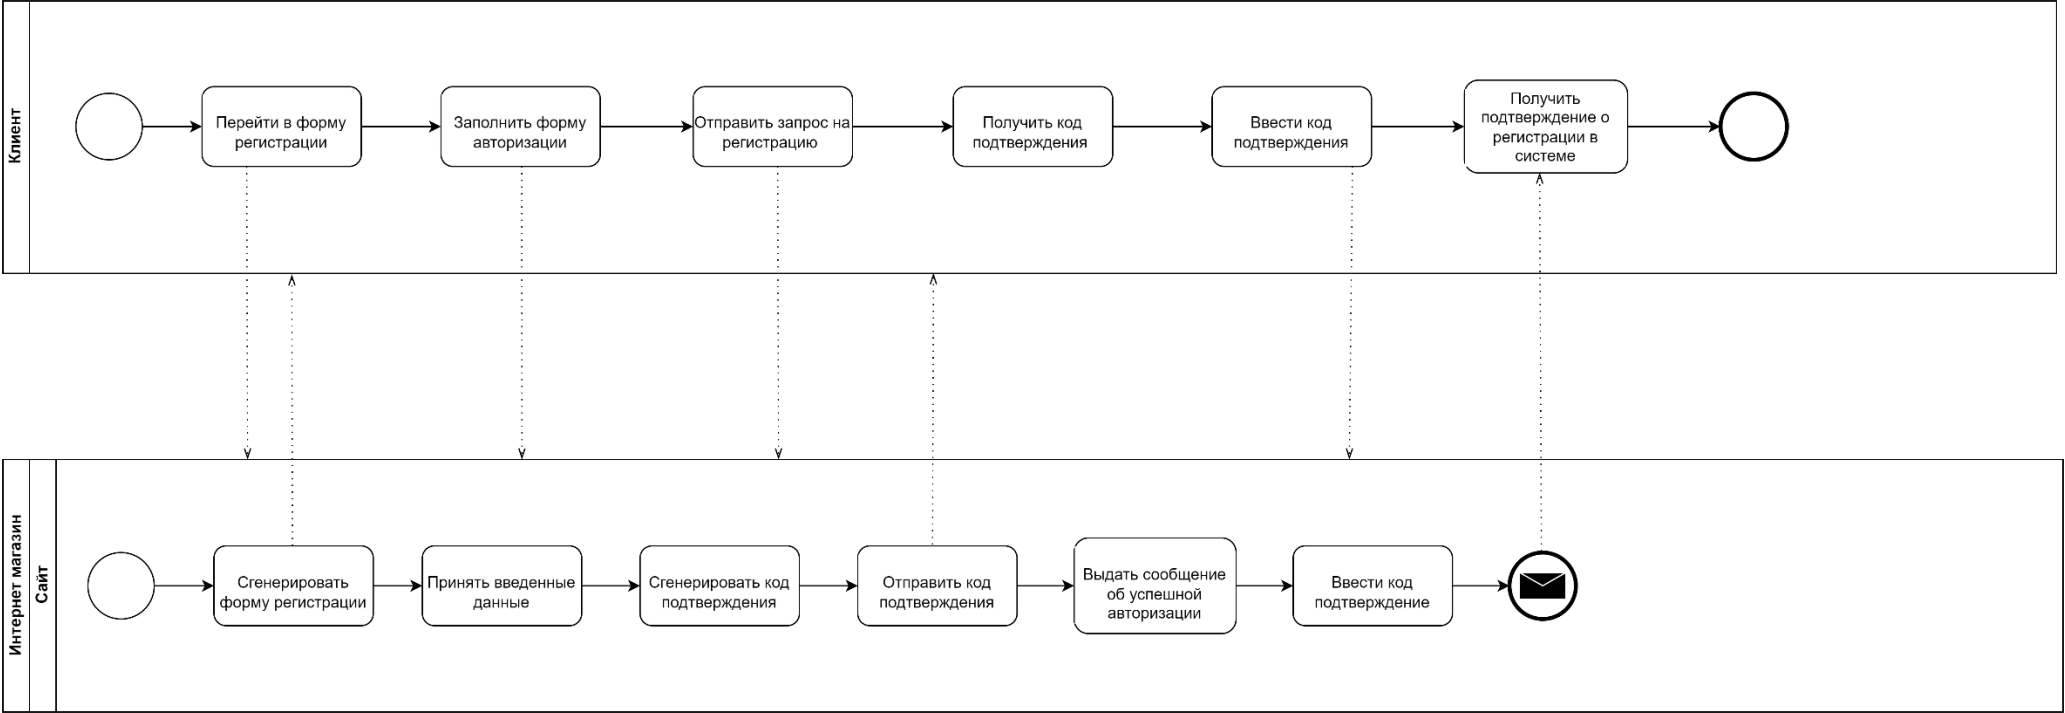 Клиент
Перейти в форму
регистрации
Заполнить форму
авторизации
Отправить запрос на
регистрацию
Получить код
подтверждения
Ввести код
подтверждения
Получить
подтверждение о
регистрации в
системе
Интернет магазин
Сайт
Сгенерировать
форму регистрации
Принять введенные
данные
Сгенерировать код
подтверждения
Отправить код
подтверждения
Выдать сообщение
об успешной
авторизации
Ввести код
подтверждение